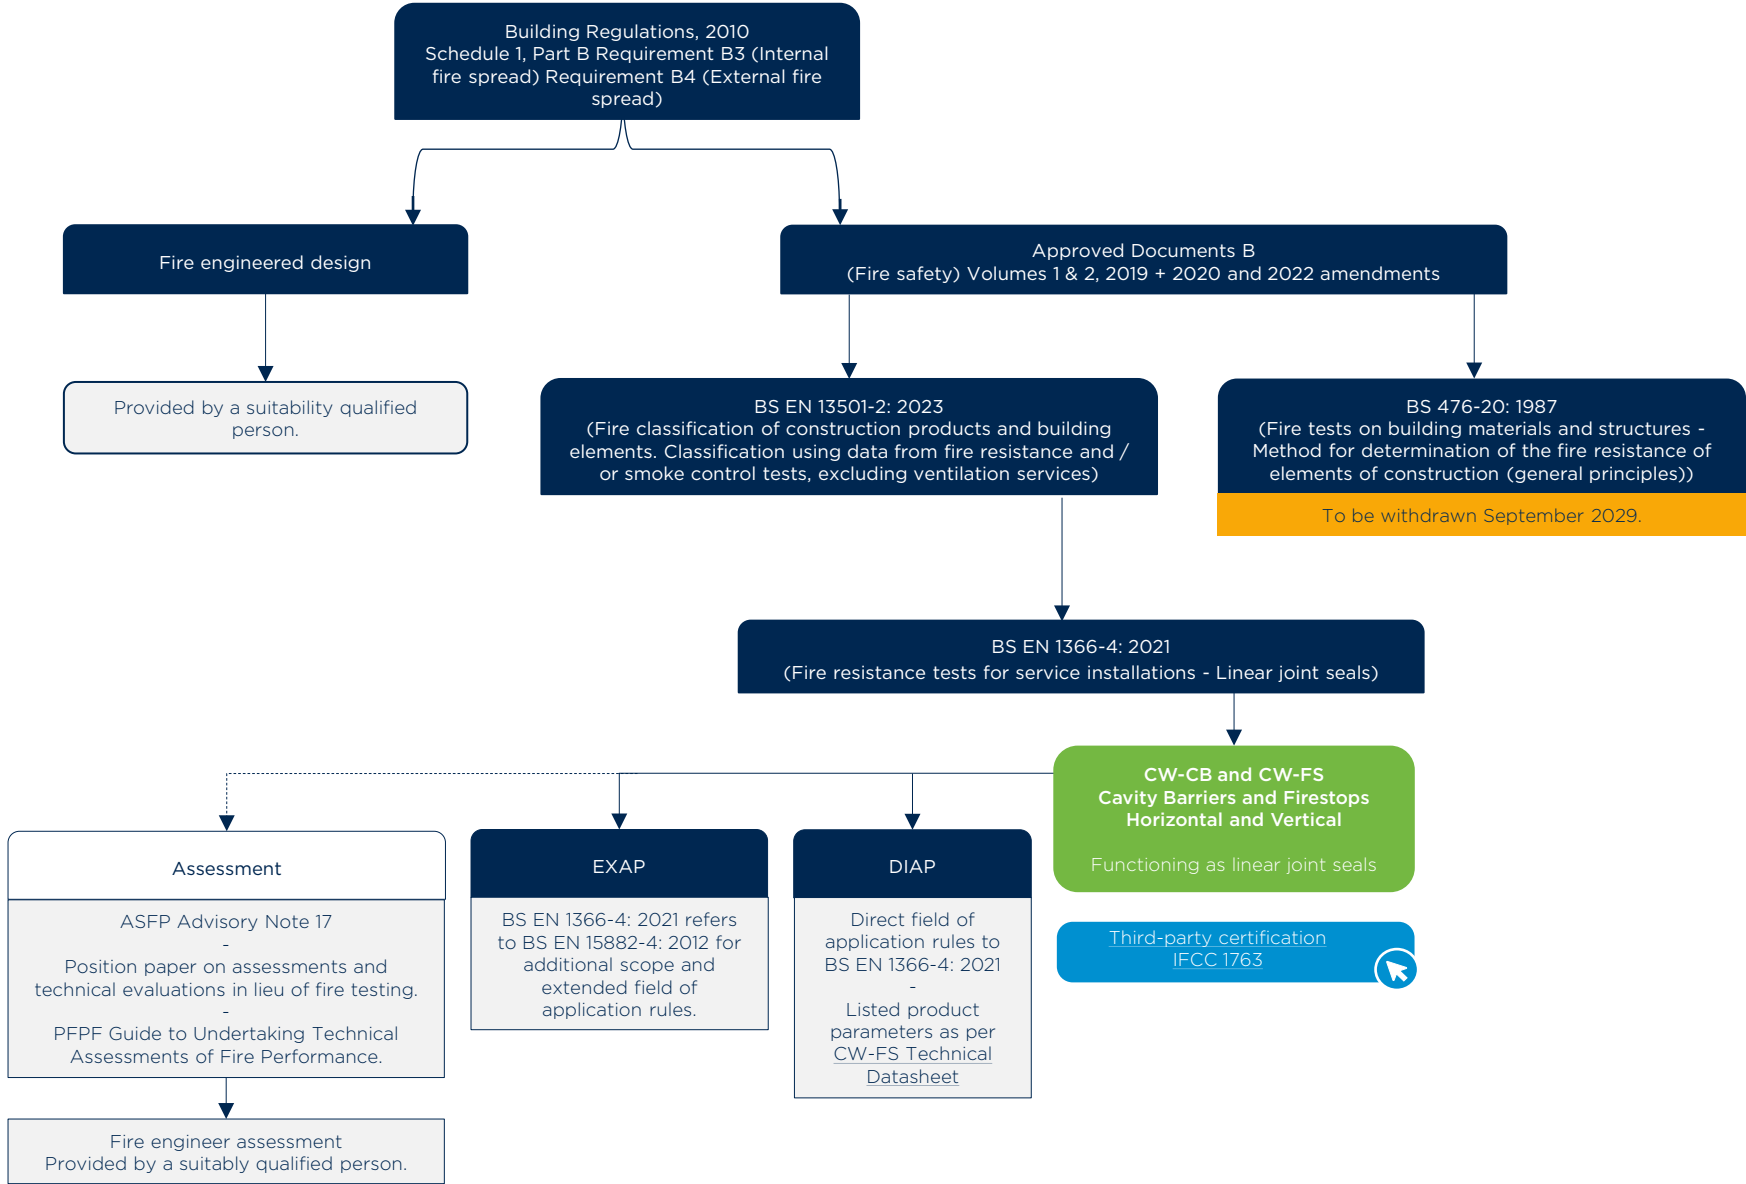 Building Regulations, 2010
Schedule 1, Part B Requirement B3 (Internal
fire spread) Requirement B4 (External fire
spread)
Fire engineered design
Approved Documents B
(Fire safety) Volumes 1 & 2, 2019 + 2020 and 2022 amendments
Provided by a suitability qualified
person.
BS EN 13501-2: 2023
(Fire classification of construction products and building
elements. Classification using data from fire resistance and /
or smoke control tests, excluding ventilation services)
BS 476-20: 1987
(Fire tests on building materials and structures -
Method for determination of the fire resistance of
elements of construction (general principles))
To be withdrawn September 2029.
BS EN 1366-4: 2021
(Fire resistance tests for service installations - Linear joint seals)
CW-CB and CW-FS
Cavity Barriers and Firestops
Horizontal and Vertical
Functioning as linear joint seals
Third-party certification
IFCC 1763
Assessment
ASFP Advisory Note 17
-
Position paper on assessments and
technical evaluations in lieu of fire testing.
-
PFPF Guide to Undertaking Technical
Assessments of Fire Performance.
Fire engineer assessment
Provided by a suitably qualified person.
EXAP
BS EN 1366-4: 2021 refers
to BS EN 15882-4: 2012 for
additional scope and
extended field of
application rules.
DIAP
Direct field of
application rules to
BS EN 1366-4: 2021
-
Listed product
parameters as per
CW-FS Technical
Datasheet